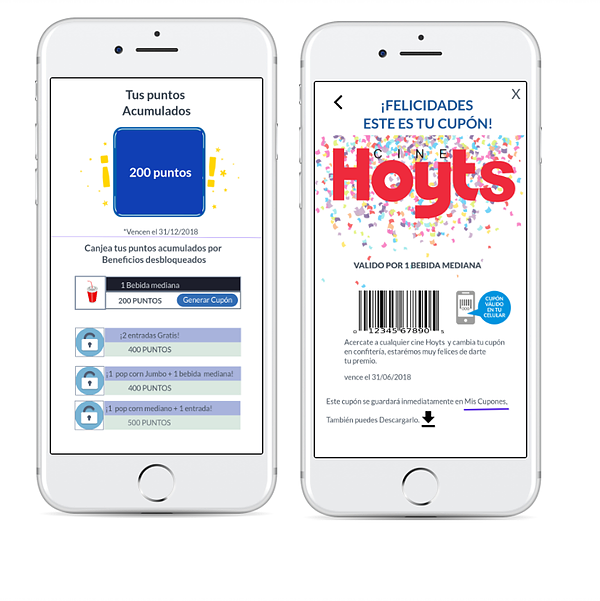 Tus puntos
Acumulados
200 puntos
*Vencen el 31/12/2018
Canjea tus puntos acumulados por
Beneficios desbloqueados
1 Bebida mediana
200 PUNTOS
Generar Cupón
¡2 entradas Gratis!
400 PUNTOS
¡1 pop corn Jumbo + 1 bebida mediana!
400 PUNTOS
¡1 pop corn mediano + 1 entrada!
500 PUNTOS
X
¡FELICIDADES
ESTE ES TU CUPÓN!
CINE
Hoyts
VALIDO POR 1 BEBIDA MEDIANA
0 12345 67890 5
CUPÓN
VÁLIDO
EN TU
CELULAR
Acercate a cualquier cine Hoyts y cambia tu cupón
en confitería, estarémos muy felices de darte
tu premio.
vence el 31/06/2018
Este cupón se guardará inmediatamente en Mis Cupones,
También puedes Descargarlo.